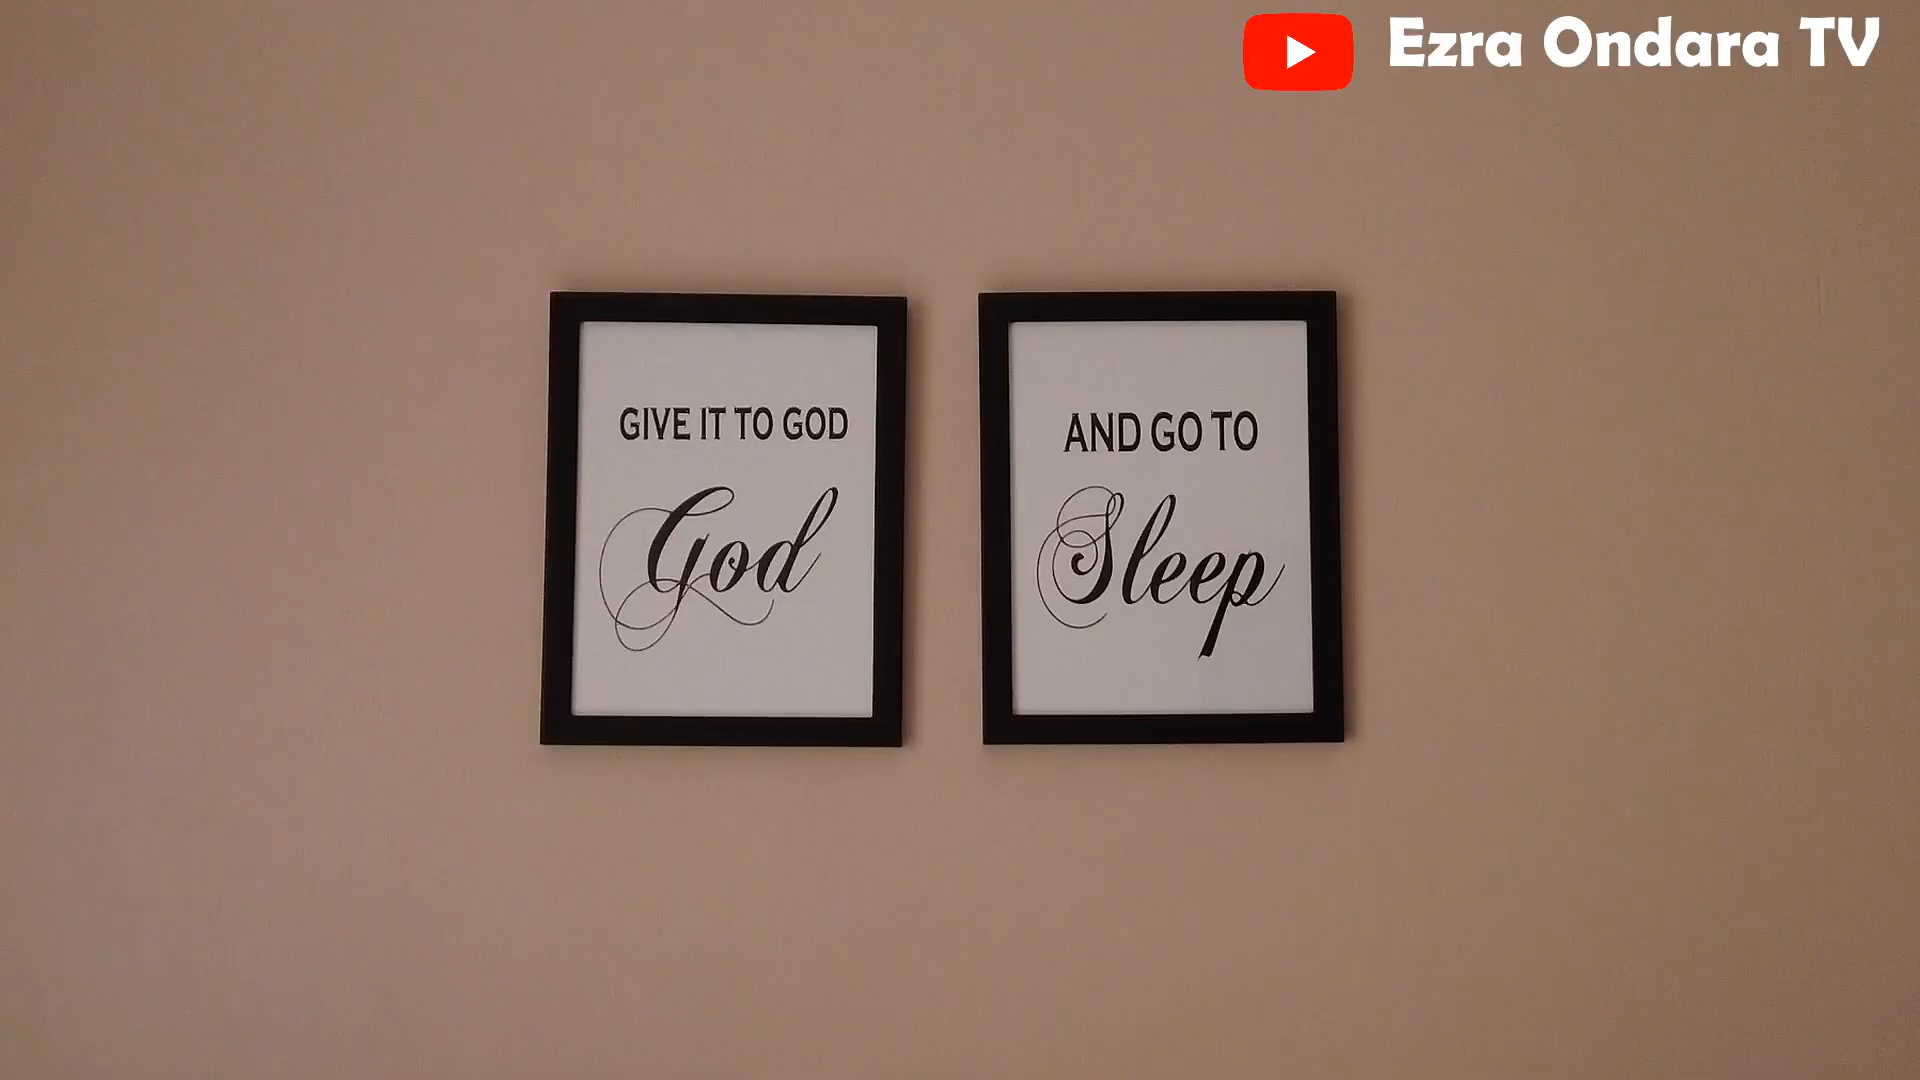 Ezra Ondara TV
GIVE IT TO GOD
God
AND GO TO
Sleep